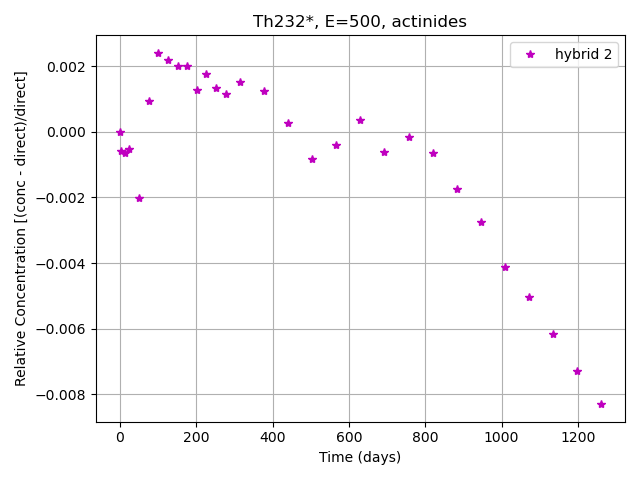 Th232*, E=500, actinides
hybrid 2
0.002
0.000
−0.002
−0.004
−0.006
−0.008
Relative Concentration [(conc - direct)/direct]
0 200 400 600 800 1000 1200
Time (days)